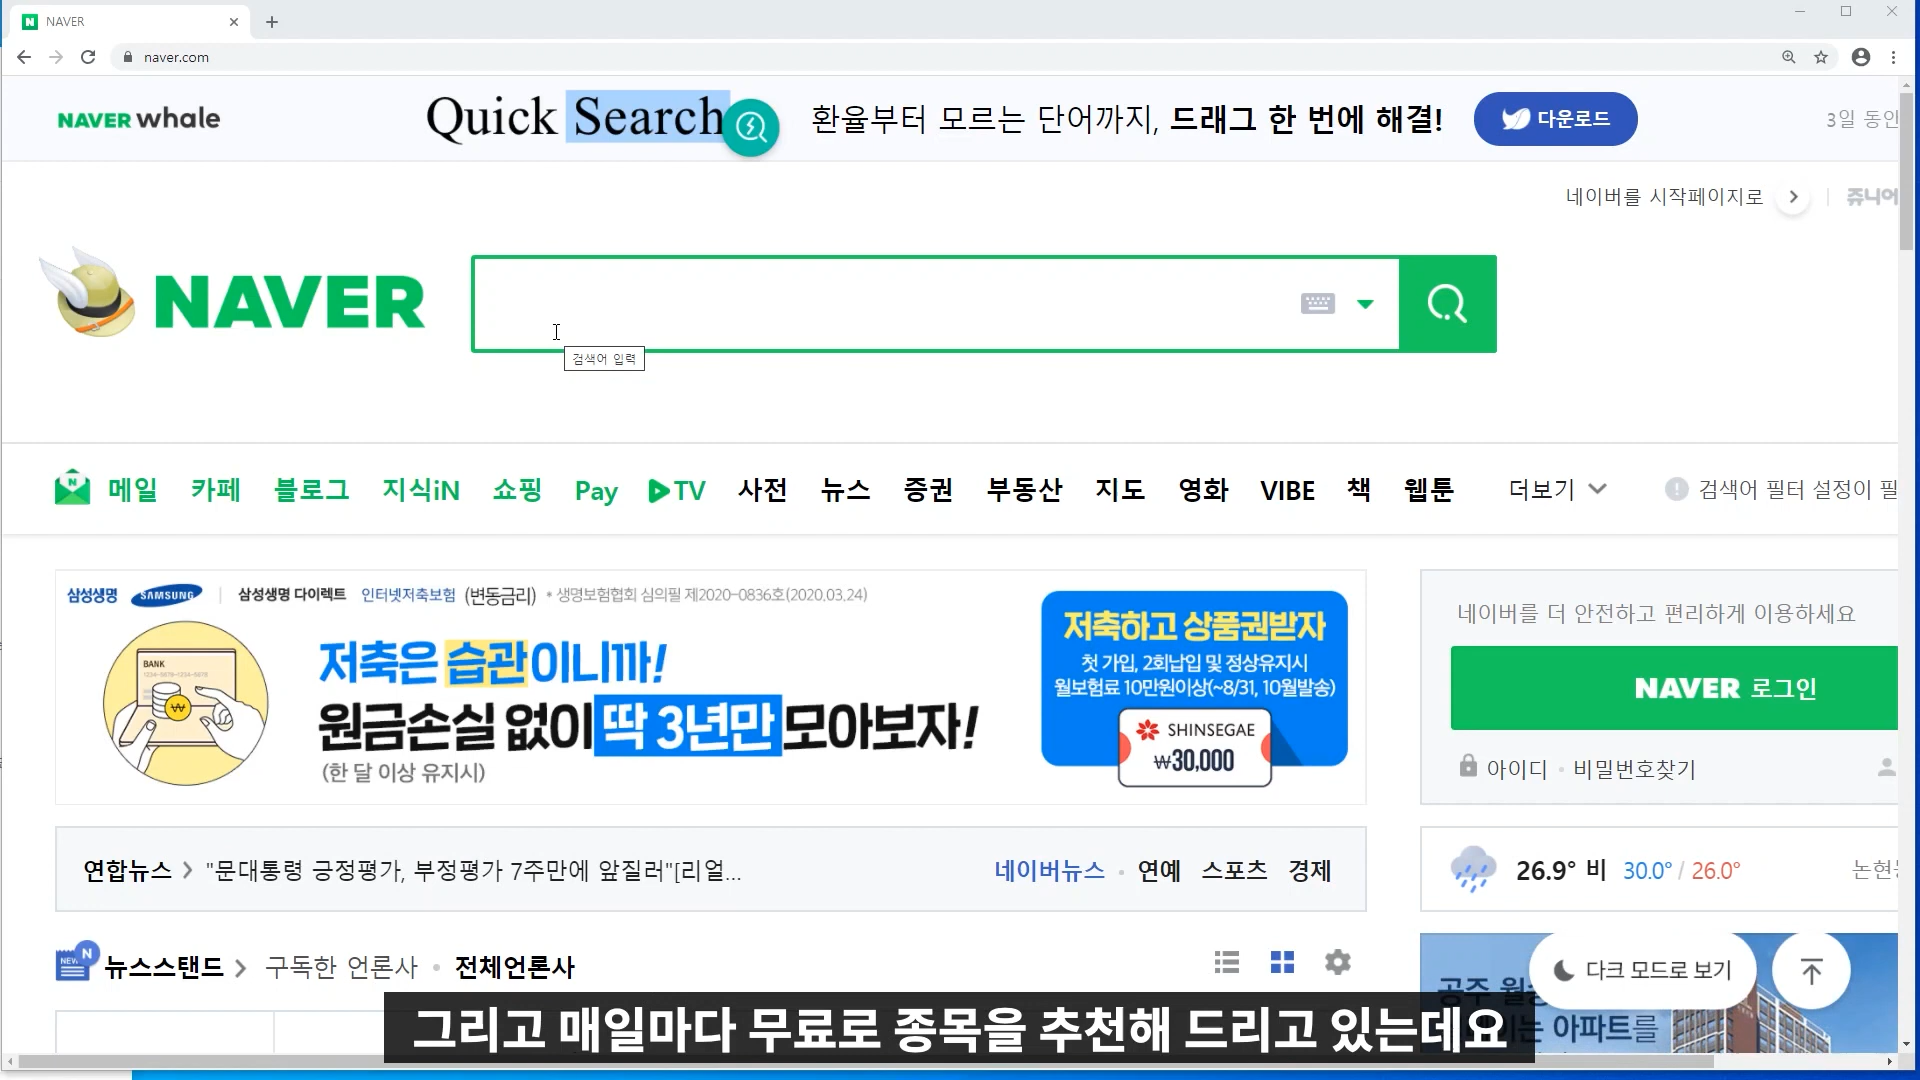 NAVER
naver.com
NAVER whale
Quick Search
환율부터 모르는 단어까지, 드래그 한 번에 해결!
다운로드
3일 동안
네이버를 시작페이지로
쥬니어
NAVER
검색어 입력
메일 카페 블로그 지식iN 쇼핑 Pay TV 사전 뉴스 증권 부동산 지도 영화 VIBE 책 웹툰 더보기
검색어 필터 설정이 필
삼성생명 SAMSUNG 삼성생명 다이렉트 인터넷저축보험 (변동금리) * 생명보험협회 심의필 제2020-0836호(2020.03.24)
BANK
저축은 습관이니까!
원금손실 없이 딱 3년만 모아보자!
(한 달 이상 유지시)
저축하고 상품권받자
첫 가입, 2회납입 및 정상유지시
월보험료 10만원이상(~8/31, 10월발송)
SHINSEGAE
₩30,000
네이버를 더 안전하고 편리하게 이용하세요
NAVER 로그인
아이디 · 비밀번호찾기
연합뉴스 > "문대통령 긍정평가, 부정평가 7주만에 앞질러"[리얼...
네이버뉴스 · 연예 스포츠 경제
26.9° 비 30.0° / 26.0°
뉴스스탠드 > 구독한 언론사 · 전체언론사
다크 모드로 보기
공주 월
아파트를
그리고 매일마다 무료로 종목을 추천해 드리고 있는데요